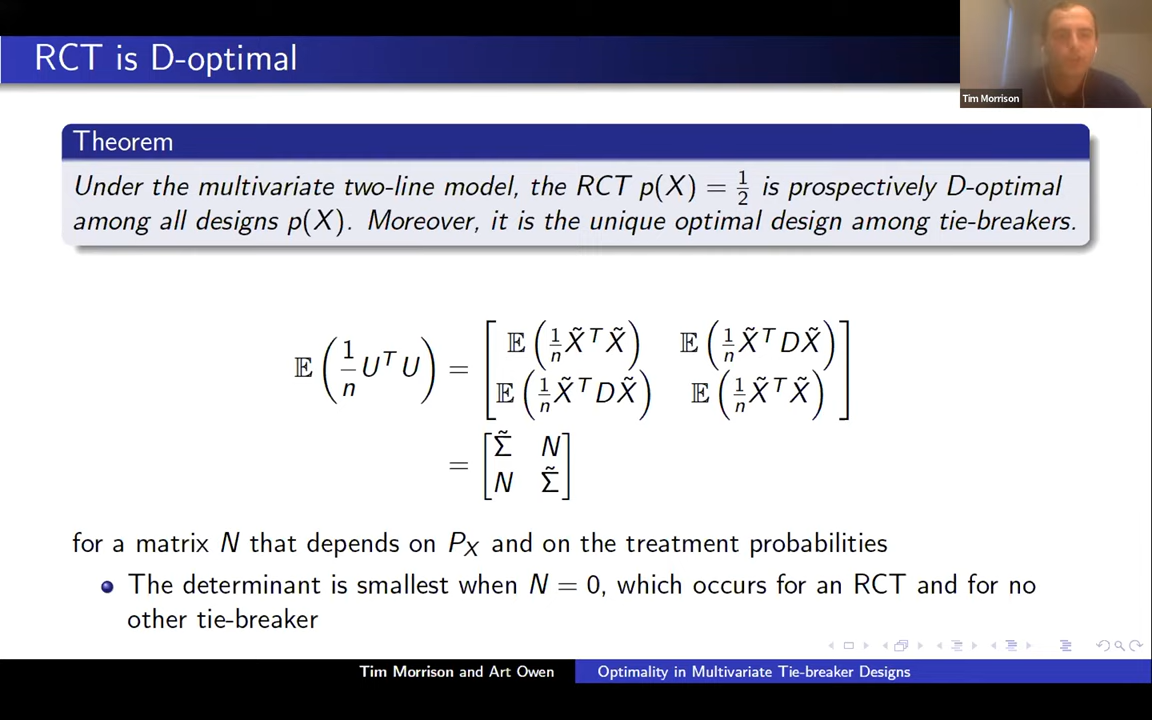 RCT is D-optimal
Tim Morrison
Theorem
Under the multivariate two-line model, the RCT p(X) = 1/2 is prospectively D-optimal
among all designs p(X). Moreover, it is the unique optimal design among tie-breakers.
𝔼(1/n UᵀU) = [𝔼(1/n X̃ᵀX̃) 𝔼(1/n X̃ᵀDX̃)
𝔼(1/n X̃ᵀDX̃) 𝔼(1/n X̃ᵀX̃)]
= [Σ̃ N
N Σ̃]
for a matrix N that depends on P_X and on the treatment probabilities
The determinant is smallest when N = 0, which occurs for an RCT and for no
other tie-breaker
Tim Morrison and Art Owen
Optimality in Multivariate Tie-breaker Designs